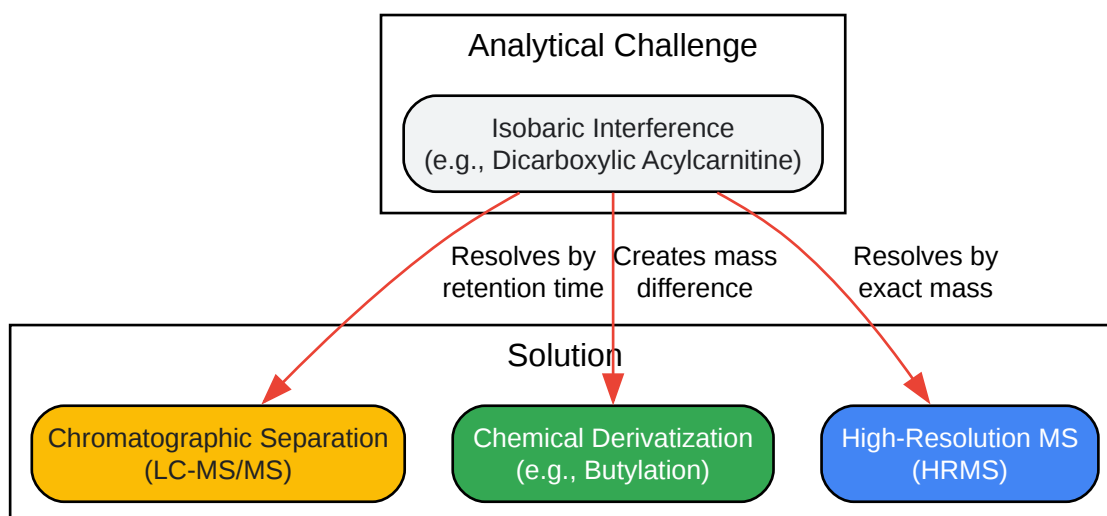 Analytical Challenge
Isobaric Interference
(e.g., Dicarboxylic Acylcarnitine)
Resolves by
retention time
Creates mass
difference
Resolves by
exact mass
Solution
Chromatographic Separation
(LC-MS/MS)
Chemical Derivatization
(e.g., Butylation)
High-Resolution MS
(HRMS)